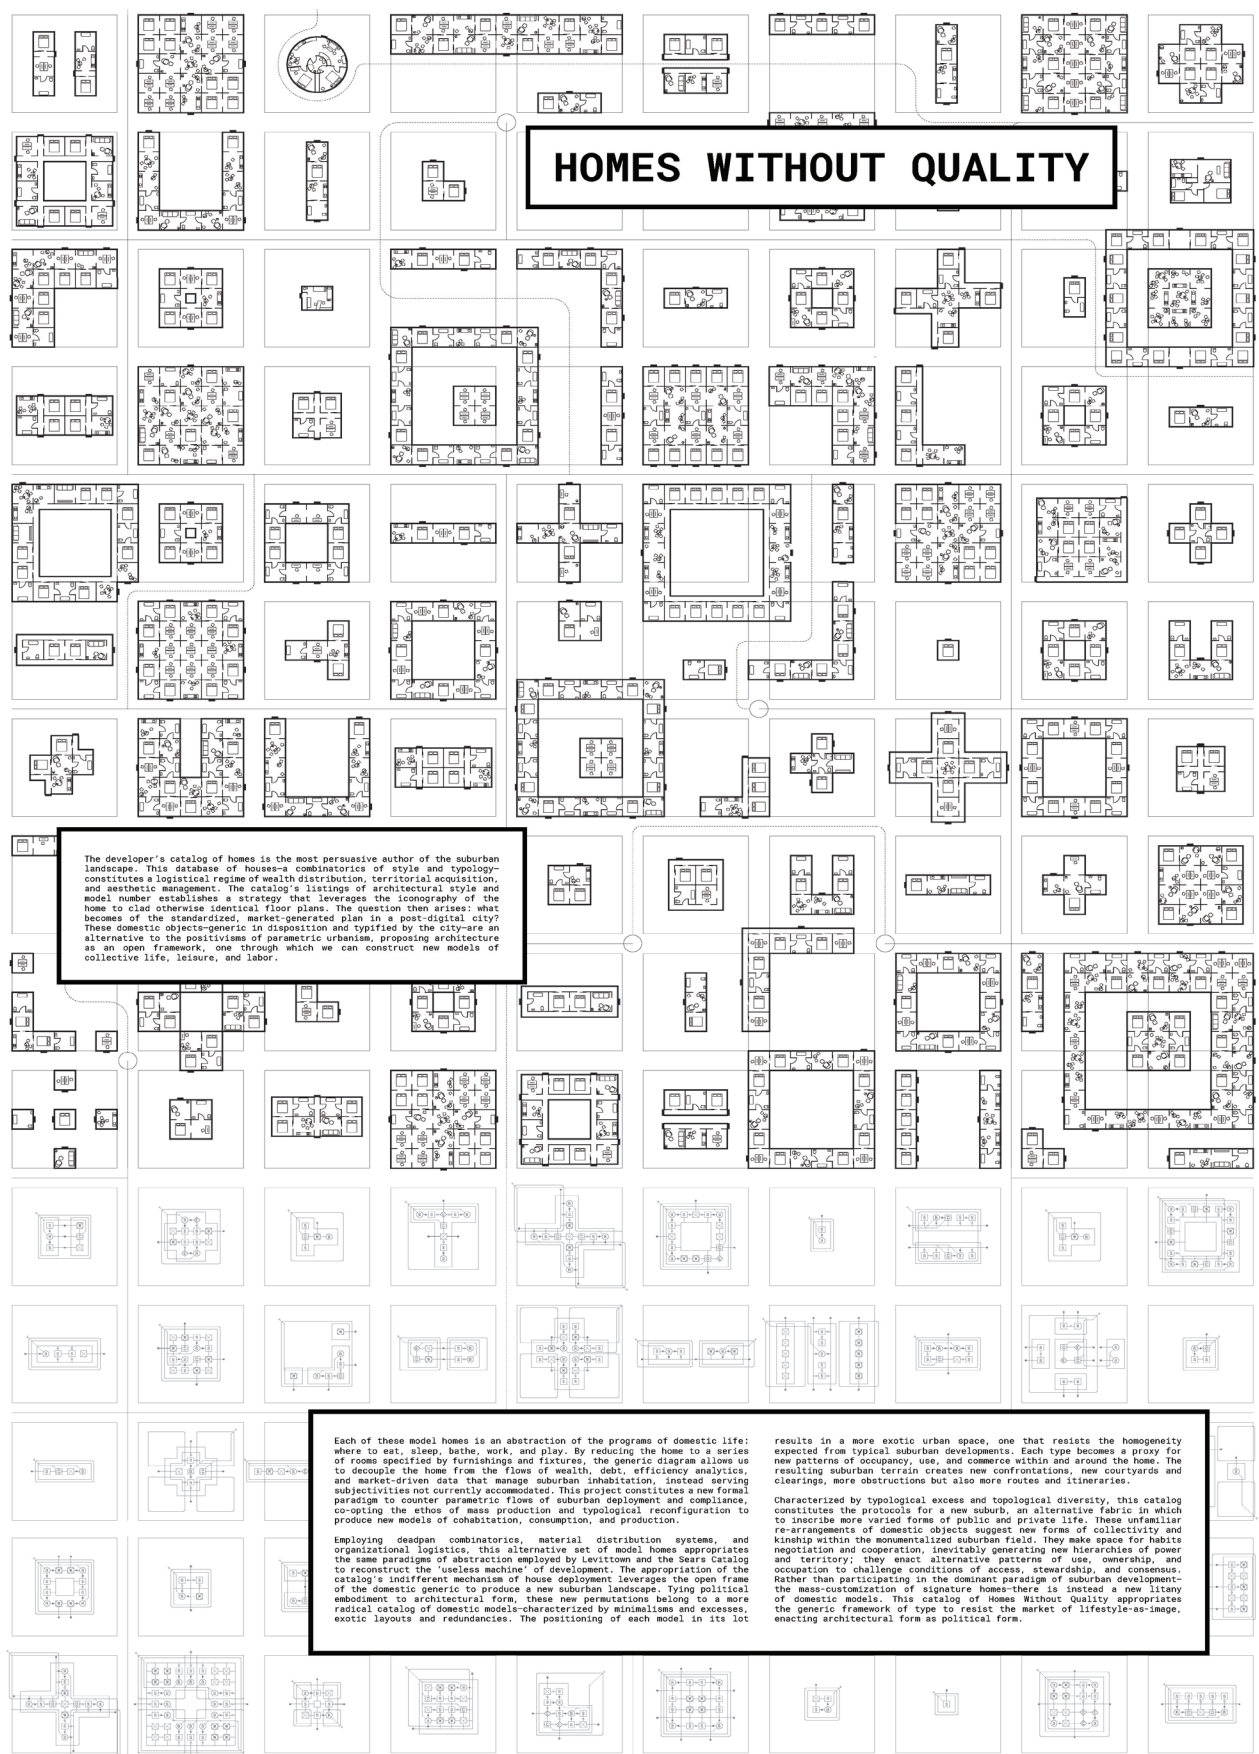 HOMES WITHOUT QUALITY
The developer's catalog of homes is the most persuasive author of the suburban
landscape. This database of houses—a combinatorics of style and typology—
constitutes a logistical regime of wealth distribution, territorial acquisition,
and aesthetic management. The catalog's listings of architectural style and
model number establishes a strategy that leverages the iconography of the
home to clad otherwise identical floor plans. The question then arises: what
becomes of the standardized, market-generated plan in a post-digital city?
These domestic objects—generic in disposition and typified by the city—are an
alternative to the positivisms of parametric urbanism, proposing architecture
as an open framework, one through which we can construct new models of
collective life, leisure, and labor.
Each of these model homes is an abstraction of the programs of domestic life:
where to eat, sleep, bathe, work, and play. By reducing the home to a series
of rooms specified by furnishings and fixtures, the generic diagram allows us
to decouple the home from the flows of wealth, debt, efficiency analytics,
and market-driven data that manage suburban inhabitation, instead serving
subjectivities not currently accommodated. This project constitutes a new formal
paradigm to counter parametric flows of suburban deployment and compliance,
co-opting the ethos of mass production and typological reconfiguration to
produce new models of cohabitation, consumption, and production.
Employing deadpan combinatorics, material distribution systems, and
organizational logistics, this alternative set of model homes appropriates
the same paradigms of abstraction employed by Levittown and the Sears Catalog
to reconstruct the 'useless machine' of development. The appropriation of the
catalog's indifferent mechanism of house deployment leverages the open frame
of the domestic generic to produce a new suburban landscape. Tying political
embodiment to architectural form, these new permutations belong to a more
radical catalog of domestic models—characterized by minimalisms and excesses,
exotic layouts and redundancies. The positioning of each model in its lot
results in a more exotic urban space, one that resists the homogeneity
expected from typical suburban developments. Each type becomes a proxy for
new patterns of occupancy, use, and commerce within and around the home. The
resulting suburban terrain creates new confrontations, new courtyards and
clearings, more obstructions but also more routes and itineraries.
Characterized by typological excess and topological diversity, this catalog
constitutes the protocols for a new suburb, an alternative fabric in which
to inscribe more varied forms of public and private life. These unfamiliar
re-arrangements of domestic objects suggest new forms of collectivity and
kinship within the monumentalized suburban field. They make space for habits
negotiation and cooperation, inevitably generating new hierarchies of power
and territory; they enact alternative patterns of use, ownership, and
occupation to challenge conditions of access, stewardship, and consensus.
Rather than participating in the dominant paradigm of suburban development—
the mass-customization of signature homes—there is instead a new litany
of domestic models. This catalog of Homes Without Quality appropriates
the generic framework of type to resist the market of lifestyle-as-image,
enacting architectural form as political form.